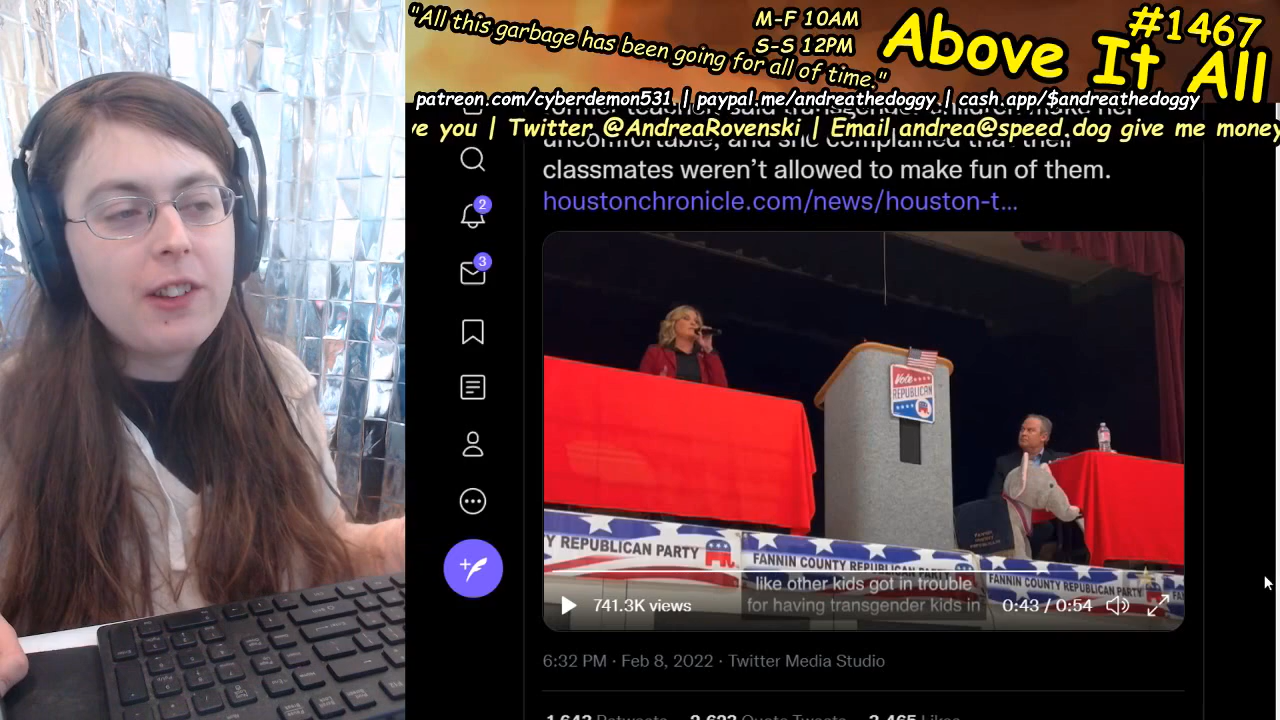 "All this garbage has been going for all of time."
M-F 10AM
S-S 12PM
Above It All
#1467
patreon.com/cyberdemon531 | paypal.me/andreathedoggy | cash.app/$andreathedoggy
ve you | Twitter @AndreaRovenski | Email andrea@speed.dog give me money
uncomfortable, and she complained that their
classmates weren't allowed to make fun of them.
houstonchronicle.com/news/houston-t...
2
3
Vote
REPUBLICAN
Y REPUBLICAN PARTY
FANNIN COUNTY REPUBLICAN PARTY
FANNIN COUNTY REPUBLICAN PARTY
like other kids got in trouble
for having transgender kids in
741.3K views
0:43 / 0:54
6:32 PM · Feb 8, 2022 · Twitter Media Studio
Retweets
Quote Tweets
Likes